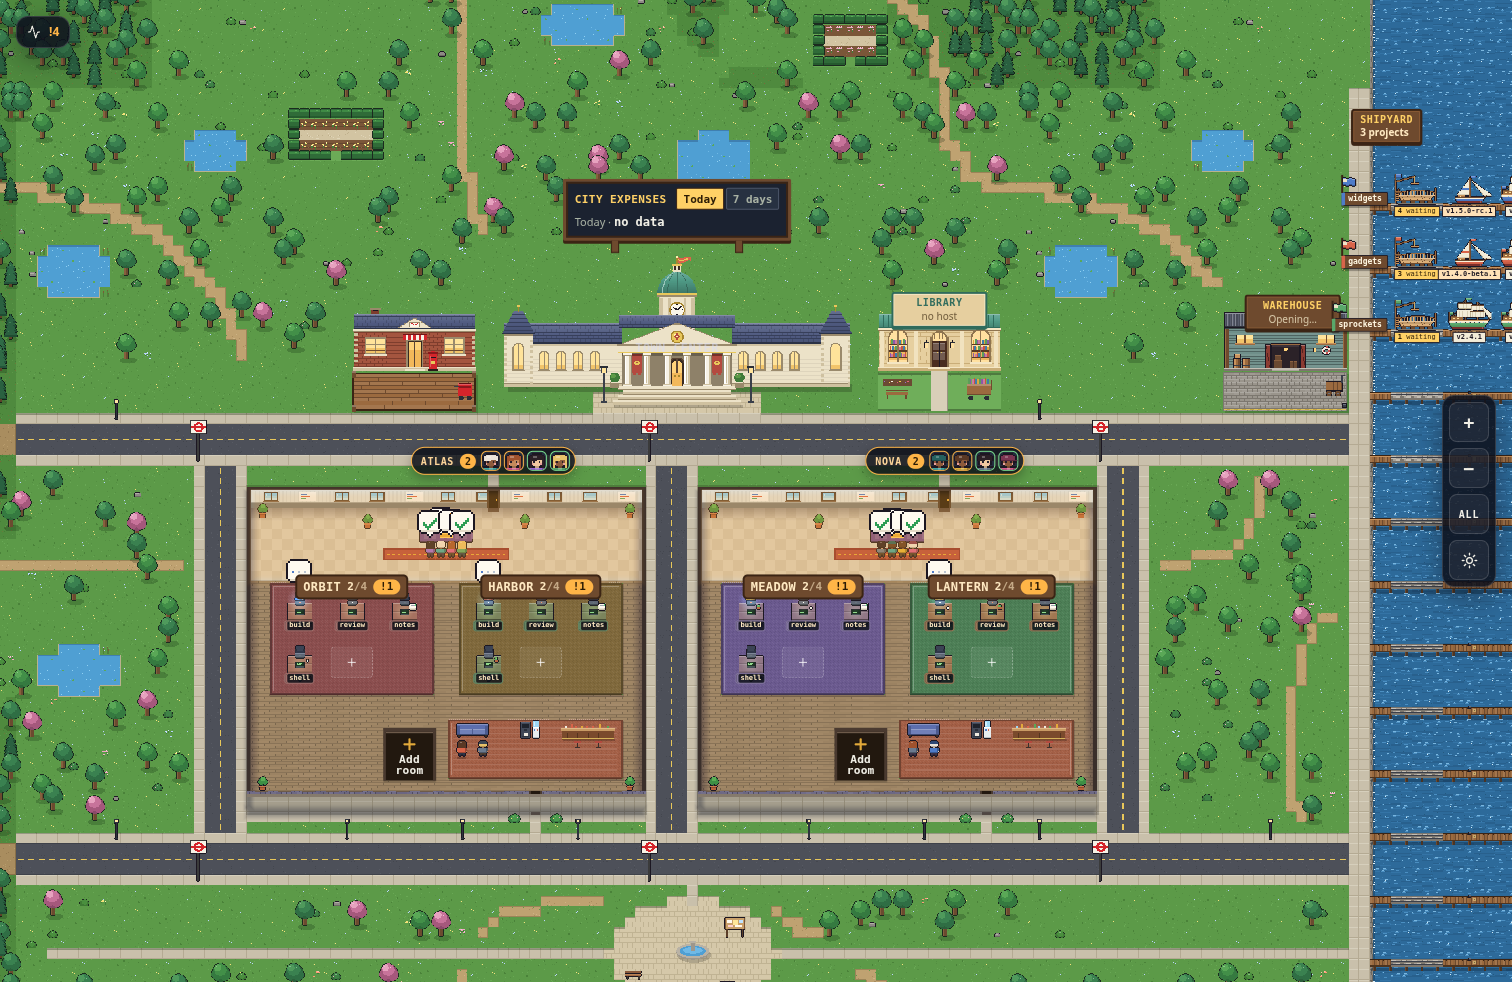 !4
SHIPYARD
3 projects
CITY EXPENSES Today 7 days
Today · no data
widgets
4 waiting v1.5.0-rc.1
gadgets
3 waiting v1.4.0-beta.1
sprockets
1 waiting v2.4.1
LIBRARY
no host
WAREHOUSE
Opening...
+
−
ALL
ATLAS 2
NOVA 2
ORBIT 2/4 !1
HARBOR 2/4 !1
MEADOW 2/4 !1
LANTERN 2/4 !1
build review notes
build review notes
build review notes
build review notes
shell +
shell +
shell +
shell +
+ Add room
+ Add room